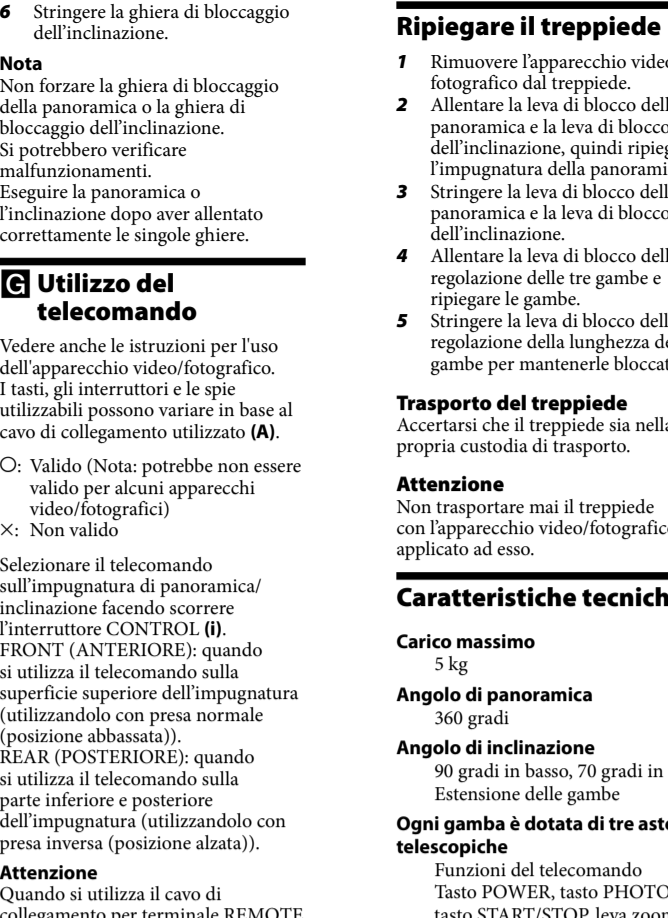 6 Stringere la ghiera di bloccaggio
dell'inclinazione.
Nota
Non forzare la ghiera di bloccaggio
della panoramica o la ghiera di
bloccaggio dell'inclinazione.
Si potrebbero verificare
malfunzionamenti.
Eseguire la panoramica o
l'inclinazione dopo aver allentato
correttamente le singole ghiere.
G Utilizzo del
telecomando
Vedere anche le istruzioni per l'uso
dell'apparecchio video/fotografico.
I tasti, gli interruttori e le spie
utilizzabili possono variare in base al
cavo di collegamento utilizzato (A).
○: Valido (Nota: potrebbe non essere
valido per alcuni apparecchi
video/fotografici)
×: Non valido
Selezionare il telecomando
sull'impugnatura di panoramica/
inclinazione facendo scorrere
l'interruttore CONTROL (i).
FRONT (ANTERIORE): quando
si utilizza il telecomando sulla
superficie superiore dell'impugnatura
(utilizzandolo con presa normale
(posizione abbassata)).
REAR (POSTERIORE): quando
si utilizza il telecomando sulla
parte inferiore e posteriore
dell'impugnatura (utilizzandolo con
presa inversa (posizione alzata)).
Attenzione
Quando si utilizza il cavo di
collegamento per terminale REMOTE
Ripiegare il treppiede
1 Rimuovere l'apparecchio video
fotografico dal treppiede.
2 Allentare la leva di blocco dell
panoramica e la leva di blocco
dell'inclinazione, quindi ripieg
l'impugnatura della panorami
3 Stringere la leva di blocco dell
panoramica e la leva di blocco
dell'inclinazione.
4 Allentare la leva di blocco dell
regolazione delle tre gambe e
ripiegare le gambe.
5 Stringere la leva di blocco dell
regolazione della lunghezza de
gambe per mantenerle bloccat
Trasporto del treppiede
Accertarsi che il treppiede sia nella
propria custodia di trasporto.
Attenzione
Non trasportare mai il treppiede
con l'apparecchio video/fotografico
applicato ad esso.
Caratteristiche tecnich
Carico massimo
5 kg
Angolo di panoramica
360 gradi
Angolo di inclinazione
90 gradi in basso, 70 gradi in
Estensione delle gambe
Ogni gamba è dotata di tre aste
telescopiche
Funzioni del telecomando
Tasto POWER, tasto PHOTO
tasto START/STOP, leva zoom